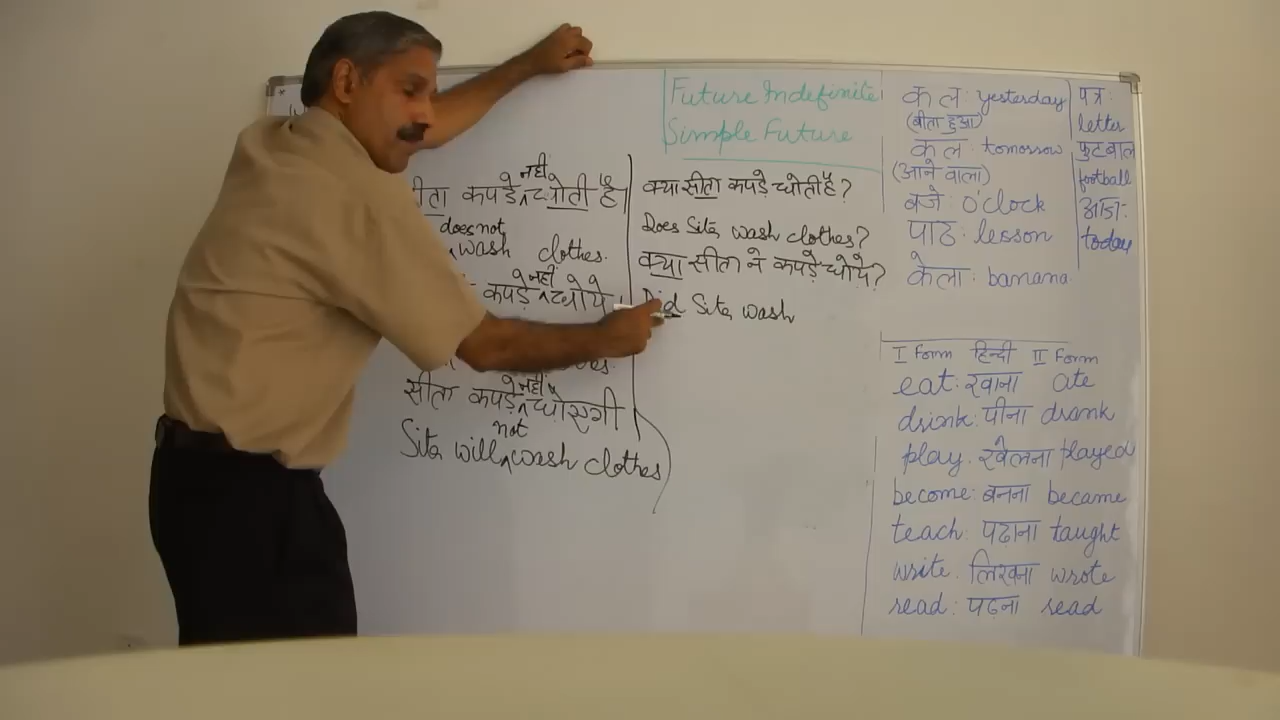 Future Indefinite
Simple Future
नहीं
कपड़े ^ धोती है।
does not
wash clothes.
नहीं
कपड़े ^ धोये
नहीं
सीता कपड़े ^ धोएगी
not
Sita will ^ wash clothes
क्या सीता कपड़े धोती है?
Does Sita wash clothes?
क्या सीता ने कपड़े धोये?
Did Sita wash
कल: yesterday
(बीता हुआ)
कल: tomorrow
(आने वाला)
बजे: o'clock
पाठ: lesson
केला: banana
पत्र:
letter
फुटबाल
football
आज:
today
I Form हिन्दी II Form
eat: खाना ate
drink: पीना drank
play. खेलना played
become: बनना became
teach: पढ़ाना taught
write. लिखना wrote
read: पढ़ना read